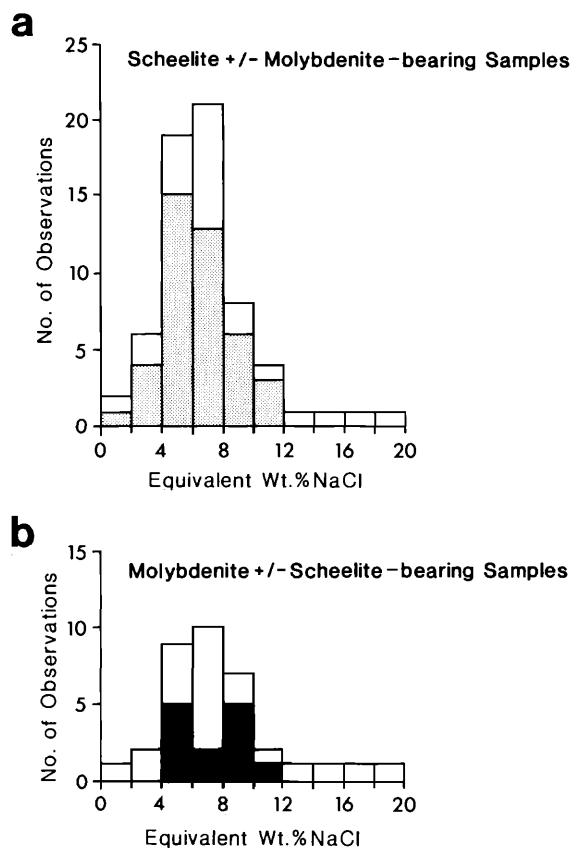 a
Scheelite +/- Molybdenite-bearing Samples
25
20
15
10
5
0
No. of Observations
0 4 8 12 16 20
Equivalent Wt.%NaCl
b
Molybdenite +/-Scheelite-bearing Samples
15
10
5
0
No. of Observations
0 4 8 12 16 20
Equivalent Wt.%NaCl